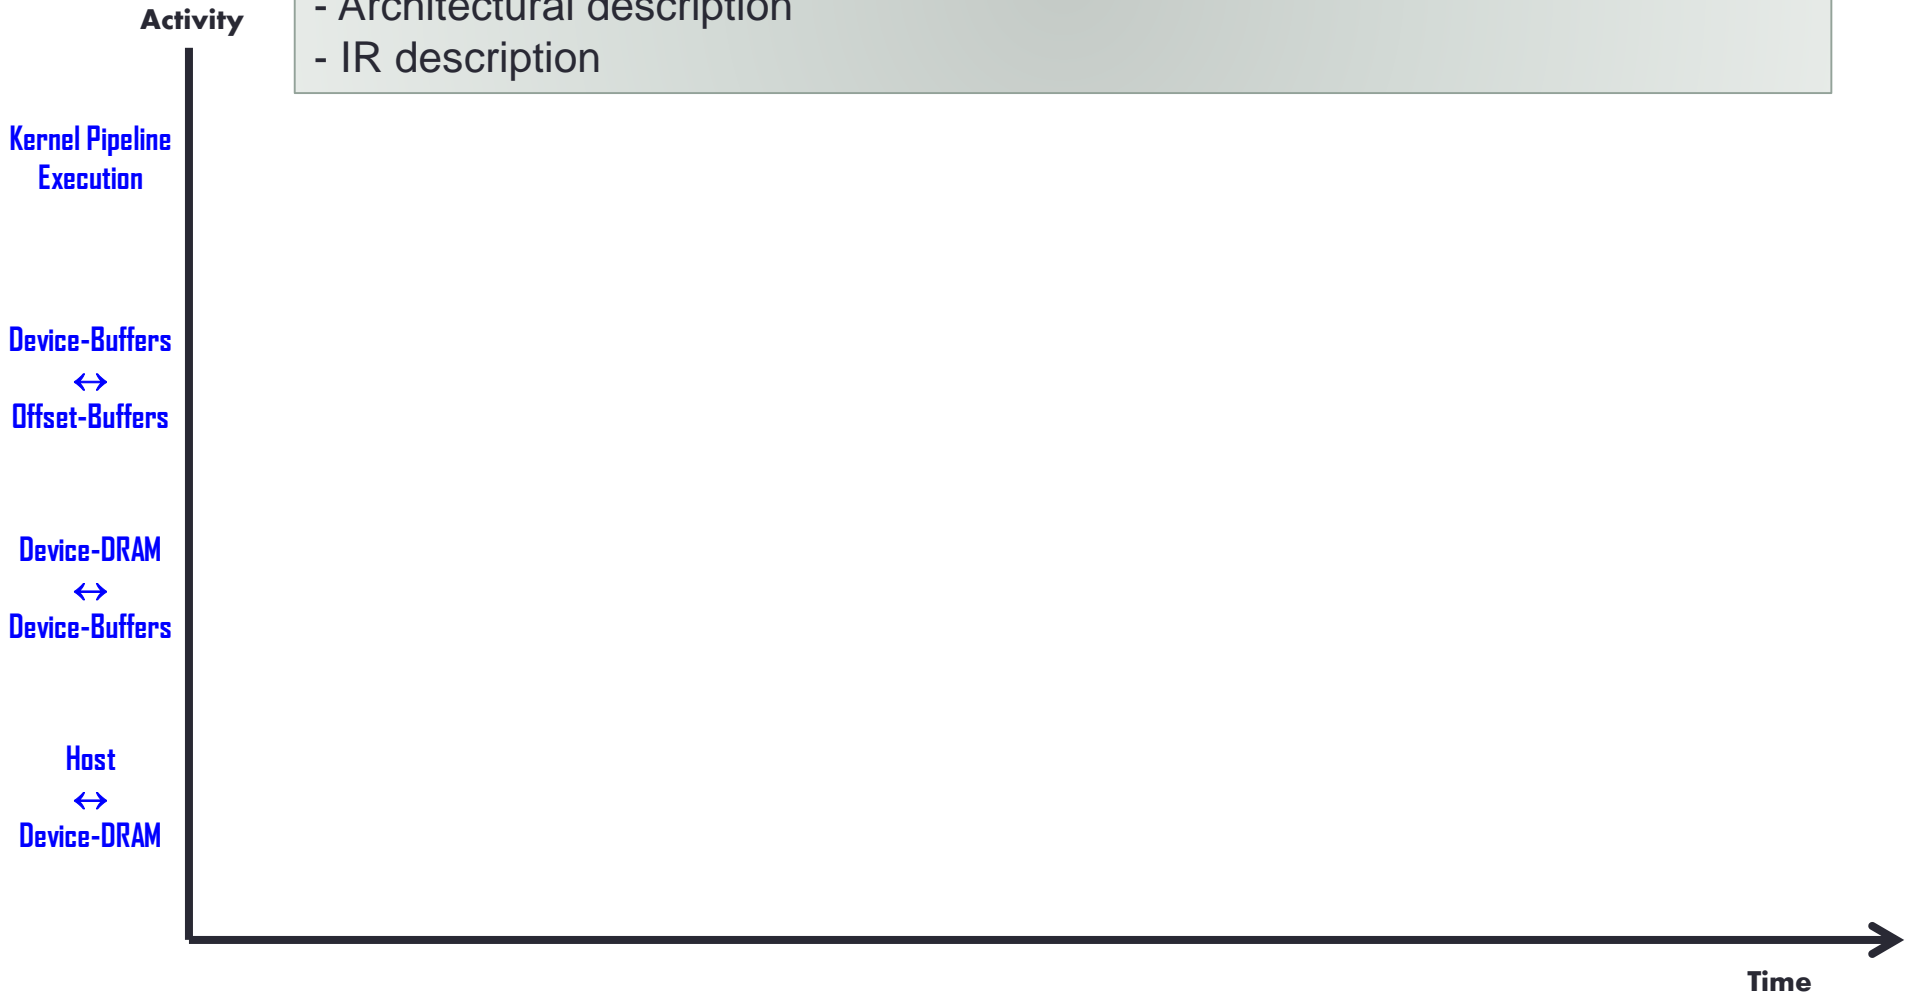 - Architectural description
- IR description
Activity
Kernel Pipeline
Execution
Device-Buffers
↔
Offset-Buffers
Device-DRAM
↔
Device-Buffers
Host
↔
Device-DRAM
Time